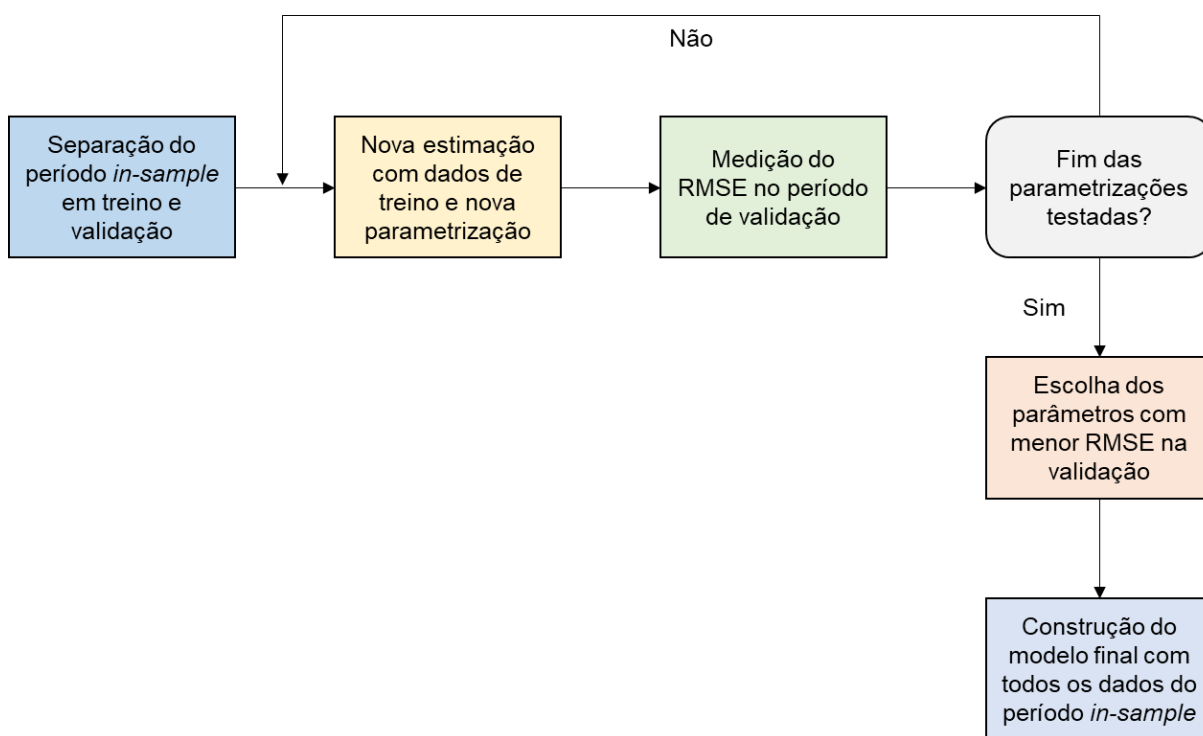 Não
Separação do
período in-sample
em treino e
validação
Nova estimação
com dados de
treino e nova
parametrização
Medição do
RMSE no período
de validação
Fim das
parametrizações
testadas?
Sim
Escolha dos
parâmetros com
menor RMSE na
validação
Construção do
modelo final com
todos os dados do
período in-sample